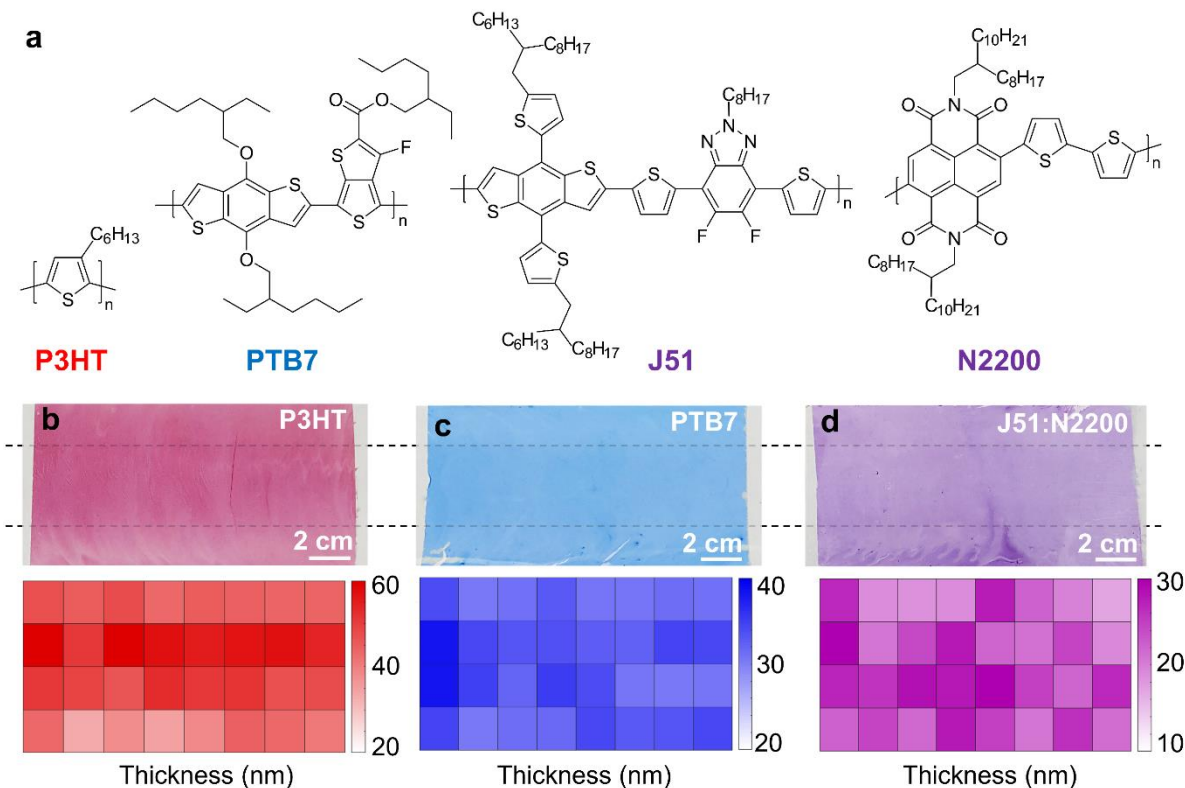 a
C6H13
C8H17
S
S
N
N
N
C8H17
S
S
S
S
F
F
n
S
C6H13
C8H17
O
O
F
S
S
O
S
S
O
n
C10H21
C8H17
O
N
O
S
S
n
O
N
O
C8H17
C10H21
C6H13
S
n
P3HT
PTB7
J51
N2200
b
P3HT
2 cm
c
PTB7
2 cm
d
J51:N2200
2 cm
60
40
20
Thickness (nm)
40
30
20
Thickness (nm)
30
20
10
Thickness (nm)